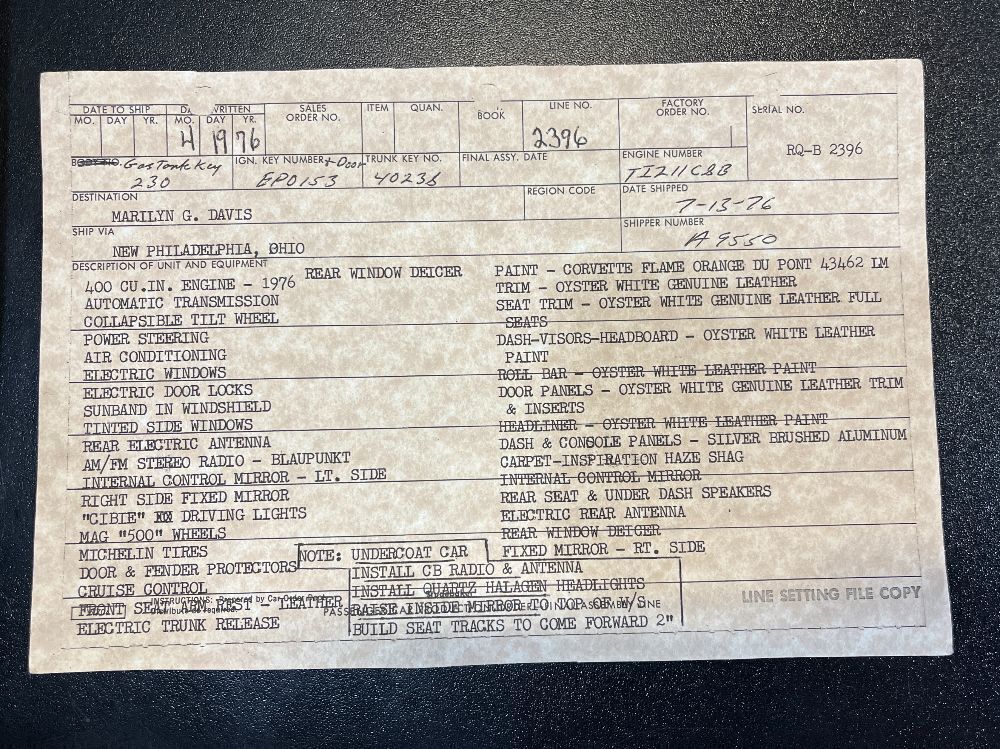 DATE TO SHIP
WRITTEN
SALES ORDER NO.
ITEM
QUAN.
BOOK
LINE NO.
FACTORY ORDER NO.
SERIAL NO.
MO. DAY YR. MO. DAY YR.
4 19 76
2396
RQ-B 2396
NO. Gas Tank Key
230
IGN. KEY NUMBER + Door
EP0153
TRUNK KEY NO.
40238
FINAL ASSY. DATE
ENGINE NUMBER
DESTINATION
MARILYN G. DAVIS
REGION CODE
DATE SHIPPED
7-13-76
SHIP VIA
NEW PHILADELPHIA, OHIO
SHIPPER NUMBER
A 9550
DESCRIPTION OF UNIT AND EQUIPMENT
400 CU.IN. ENGINE - 1976
REAR WINDOW DEICER
AUTOMATIC TRANSMISSION
COLLAPSIBLE TILT WHEEL
POWER STEERING
AIR CONDITIONING
ELECTRIC WINDOWS
ELECTRIC DOOR LOCKS
SUNBAND IN WINDSHIELD
TINTED SIDE WINDOWS
REAR ELECTRIC ANTENNA
AM/FM STEREO RADIO - BLAUPUNKT
INTERNAL CONTROL MIRROR - LT. SIDE
RIGHT SIDE FIXED MIRROR
"CIBIE" DRIVING LIGHTS
MAG "500" WHEELS
MICHELIN TIRES
DOOR & FENDER PROTECTORS
CRUISE CONTROL
FRONT SEAT ARM REST - LEATHER
ELECTRIC TRUNK RELEASE
PAINT - CORVETTE FLAME ORANGE DU PONT 43462 LM
TRIM - OYSTER WHITE GENUINE LEATHER
SEAT TRIM - OYSTER WHITE GENUINE LEATHER FULL
SEATS
DASH-VISORS-HEADBOARD - OYSTER WHITE LEATHER
PAINT
ROLL BAR - OYSTER WHITE LEATHER PAINT
DOOR PANELS - OYSTER WHITE GENUINE LEATHER TRIM
& INSERTS
HEADLINER - OYSTER WHITE LEATHER PAINT
DASH & CONSOLE PANELS - SILVER BRUSHED ALUMINUM
CARPET-INSPIRATION HAZE SHAG
INTERNAL CONTROL MIRROR
REAR SEAT & UNDER DASH SPEAKERS
ELECTRIC REAR ANTENNA
REAR WINDOW DEICER
FIXED MIRROR - RT. SIDE
NOTE: UNDERCOAT CAR
INSTALL CB RADIO & ANTENNA
INSTALL QUARTZ HALAGEN HEADLIGHTS
RAISE INSIDE MIRROR TO TOP OF W/S
BUILD SEAT TRACKS TO COME FORWARD 2"
INSTRUCTIONS: Prepared by Car Order Dept.
LINE SETTING FILE COPY